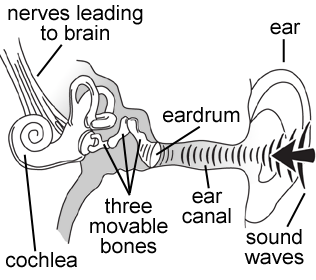 nerves leading
to brain
ear
eardrum
three
movable
bones
ear
canal
cochlea
sound
waves